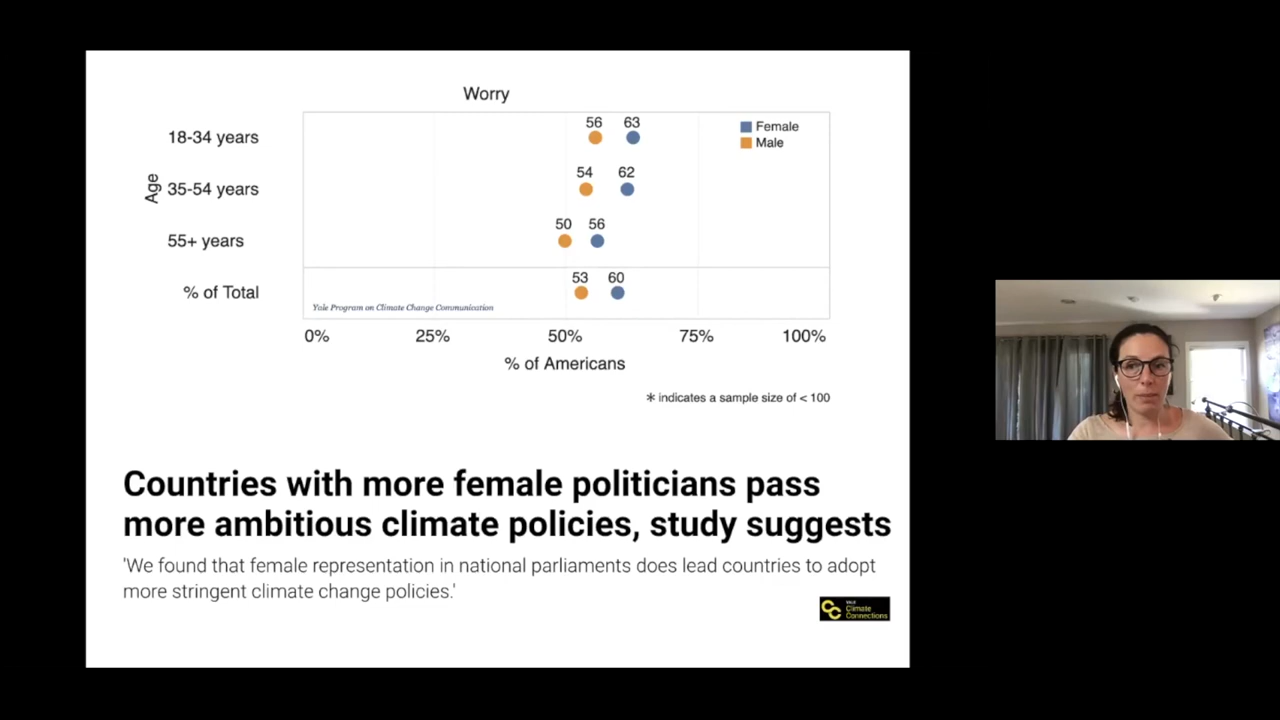 Worry
56 63
Female
Male
18-34 years
54 62
Age
35-54 years
50 56
55+ years
53 60
% of Total
Yale Program on Climate Change Communication
0% 25% 50% 75% 100%
% of Americans
* indicates a sample size of < 100
Countries with more female politicians pass
more ambitious climate policies, study suggests
'We found that female representation in national parliaments does lead countries to adopt
more stringent climate change policies.'
YALE
Climate
Connections